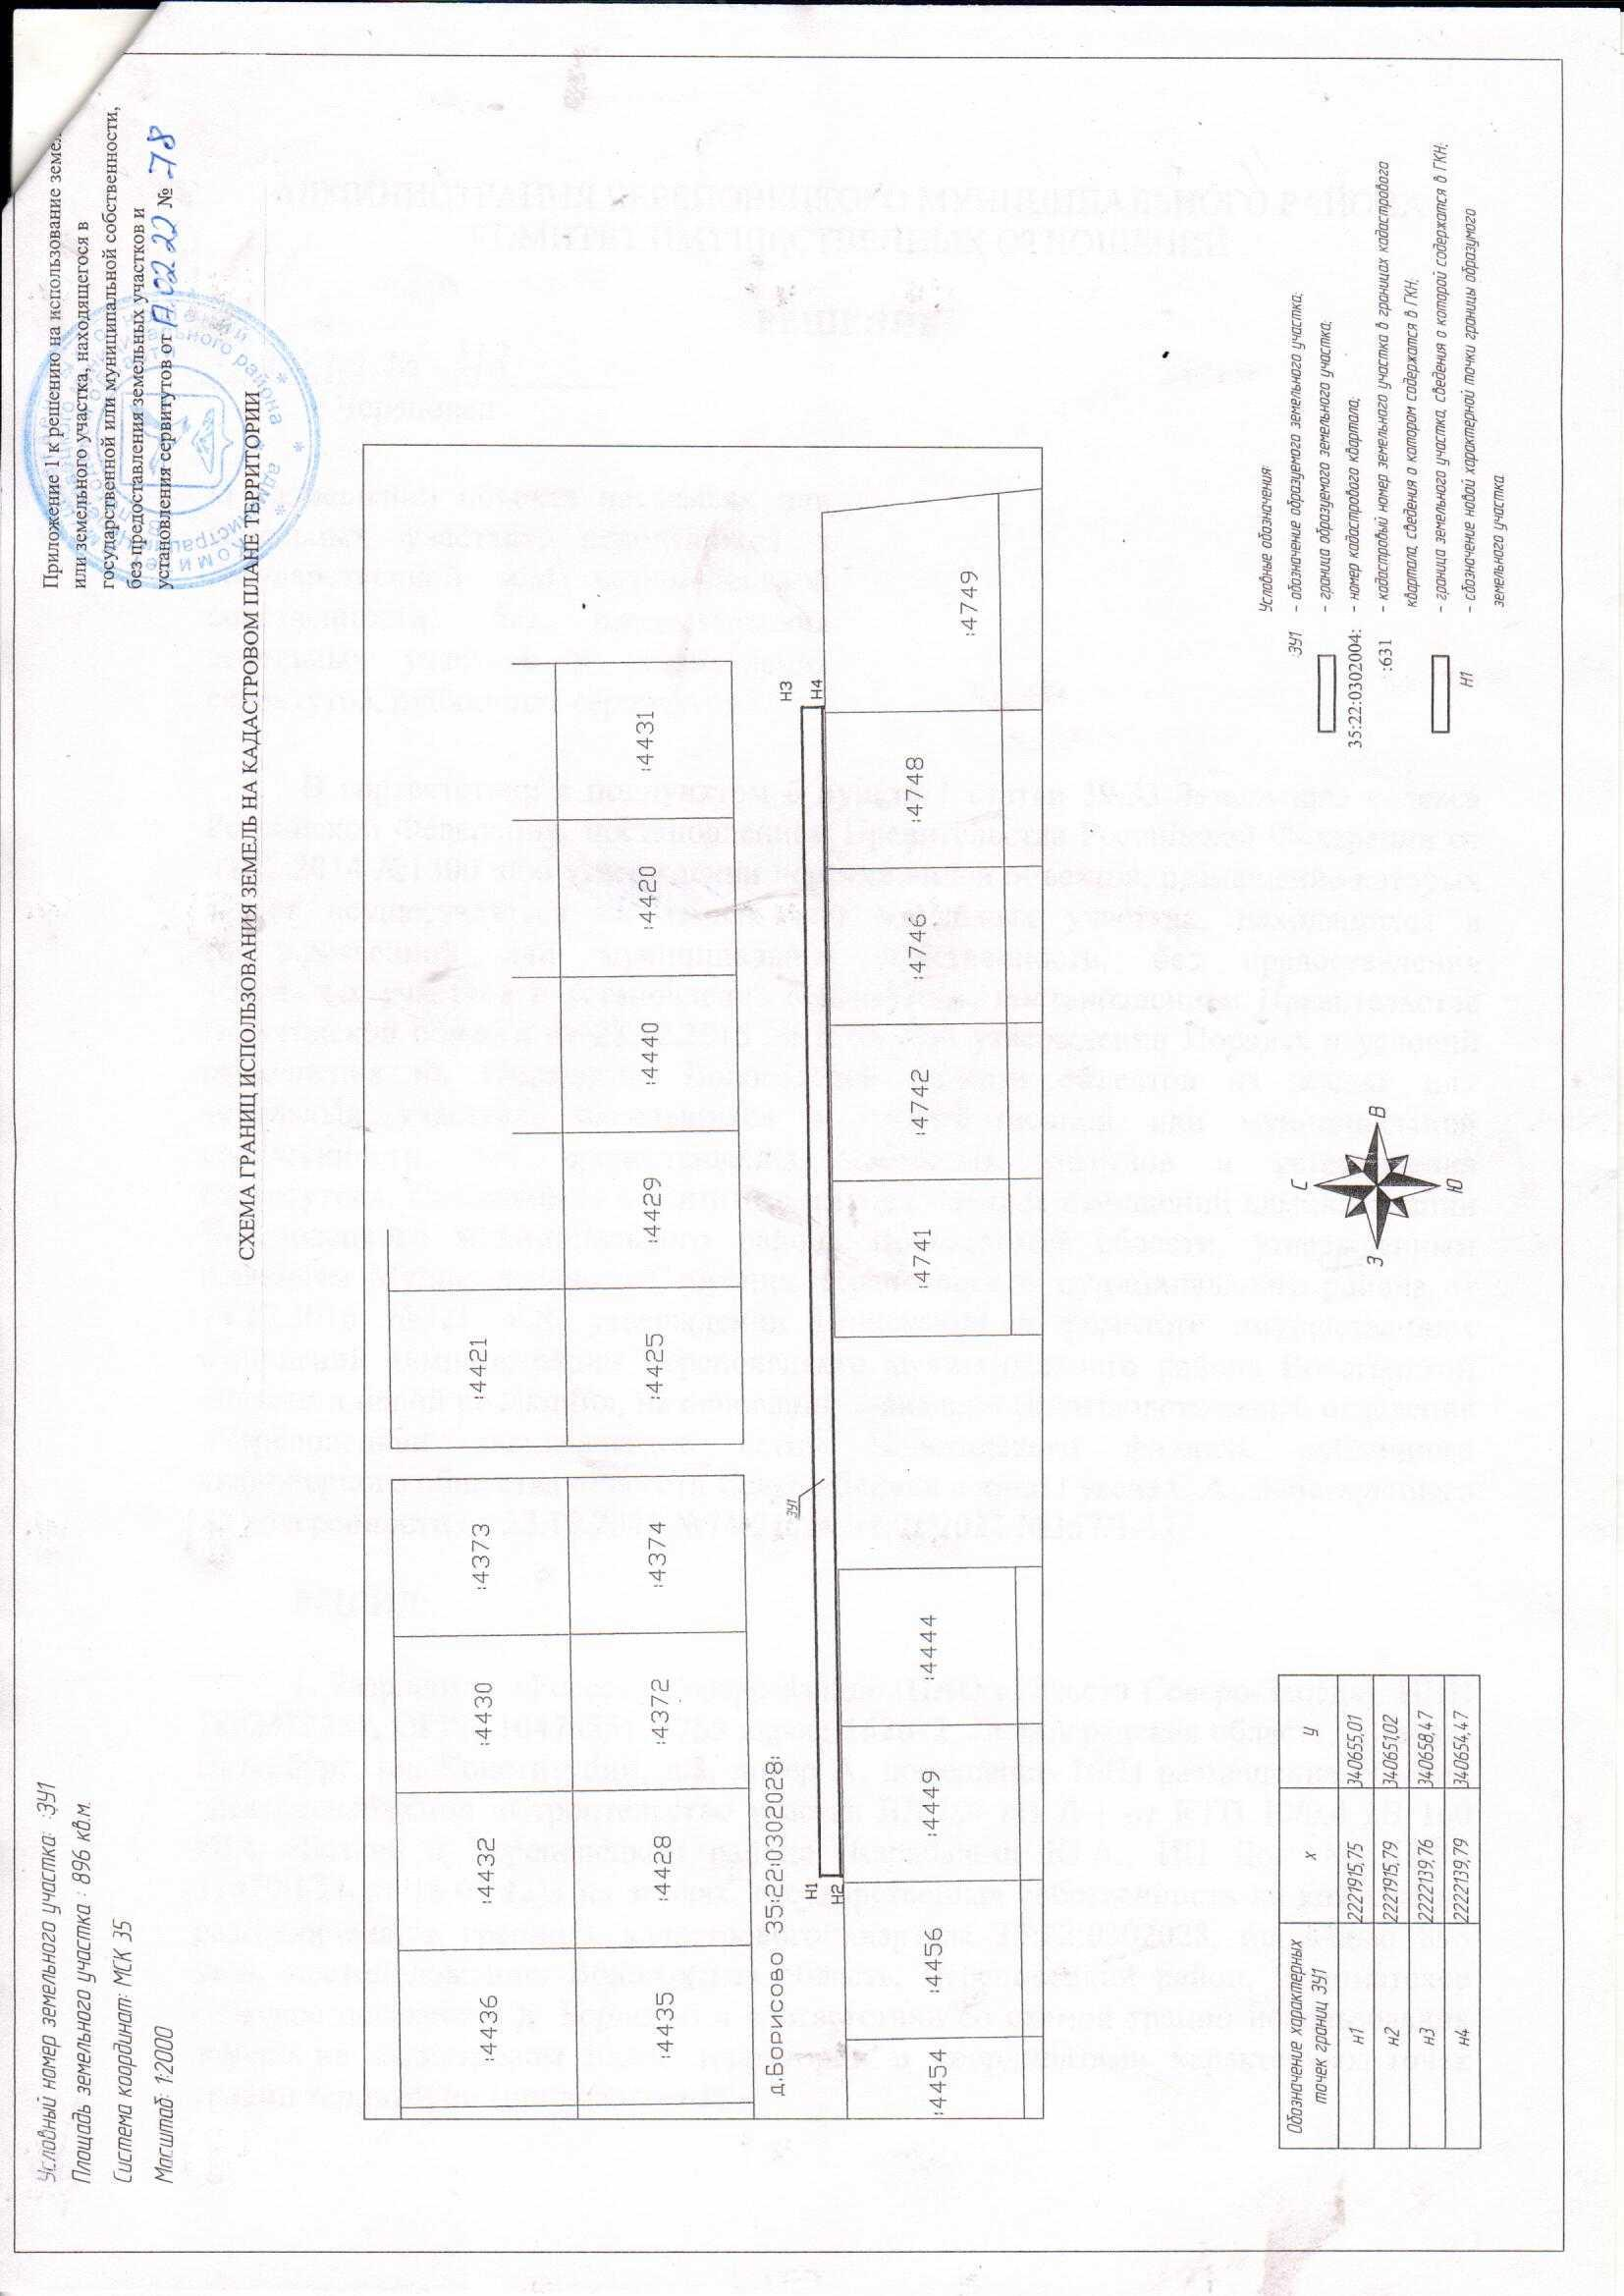 Условный номер земельного участка: :ЗУ1
Площадь земельного участка : 896 кв.м.
Система координат: МСК 35
Масштаб: 1:2000
Приложение 1 к решению на использование
или земельного участка, находящегося в
государственной или муниципальной собственности,
без предоставления земельных участков и
установления сервитутов от № 78
СХЕМА ГРАНИЦ ИСПОЛЬЗОВАНИЯ ЗЕМЕЛЬ НА КАДАСТРОВОМ ПЛАНЕ ТЕРРИТОРИИ
:4421
:4436
:4432
:4430
:4373
:4435
:4428
:4372
:4374
:4425
:4429
:4440
:4420
:4431
д.Борисово 35:22:0302028:
:ЗУ1
Н1
Н2
Н3
Н4
:4454
:4456
:4449
:4444
:4741
:4742
:4746
:4748
:4749
Обозначение характерных точек границ ЗУ1 x y
н1 2221915,75 340655,01
н2 2221915,79 340651,02
н3 2222139,76 340658,47
н4 2222139,79 340654,47
С
В
Ю
З
Условные обозначения:
:ЗУ1 – обозначение образуемого земельного участка;
– граница образуемого земельного участка;
35:22:0302004: – номер кадастрового квартала;
:631 – кадастровый номер земельного участка в границах кадастрового
квартала, сведения о котором содержатся в ГКН;
– граница земельного участка, сведения о которой содержатся в ГКН;
Н1 – обозначение новой характерной точки границы образуемого
земельного участка